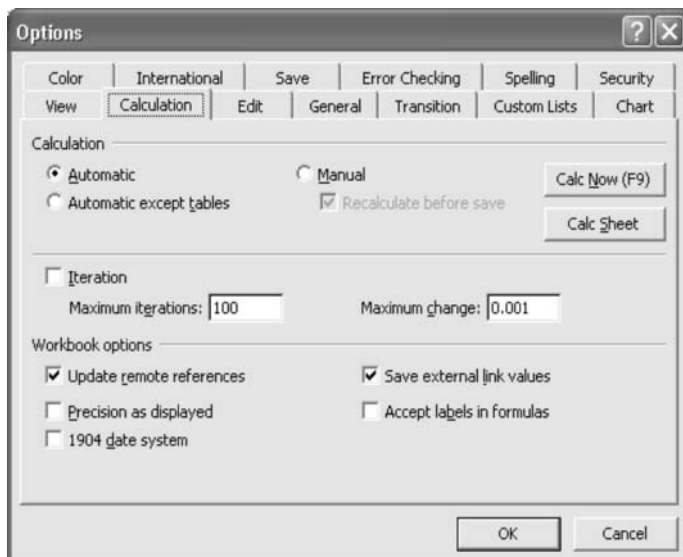 Options
Color International Save Error Checking Spelling Security
View Calculation Edit General Transition Custom Lists Chart
Calculation
Automatic Manual Calc Now (F9)
Automatic except tables Recalculate before save
Calc Sheet
Iteration
Maximum iterations: 100 Maximum change: 0.001
Workbook options
Update remote references Save external link values
Precision as displayed Accept labels in formulas
1904 date system
OK Cancel